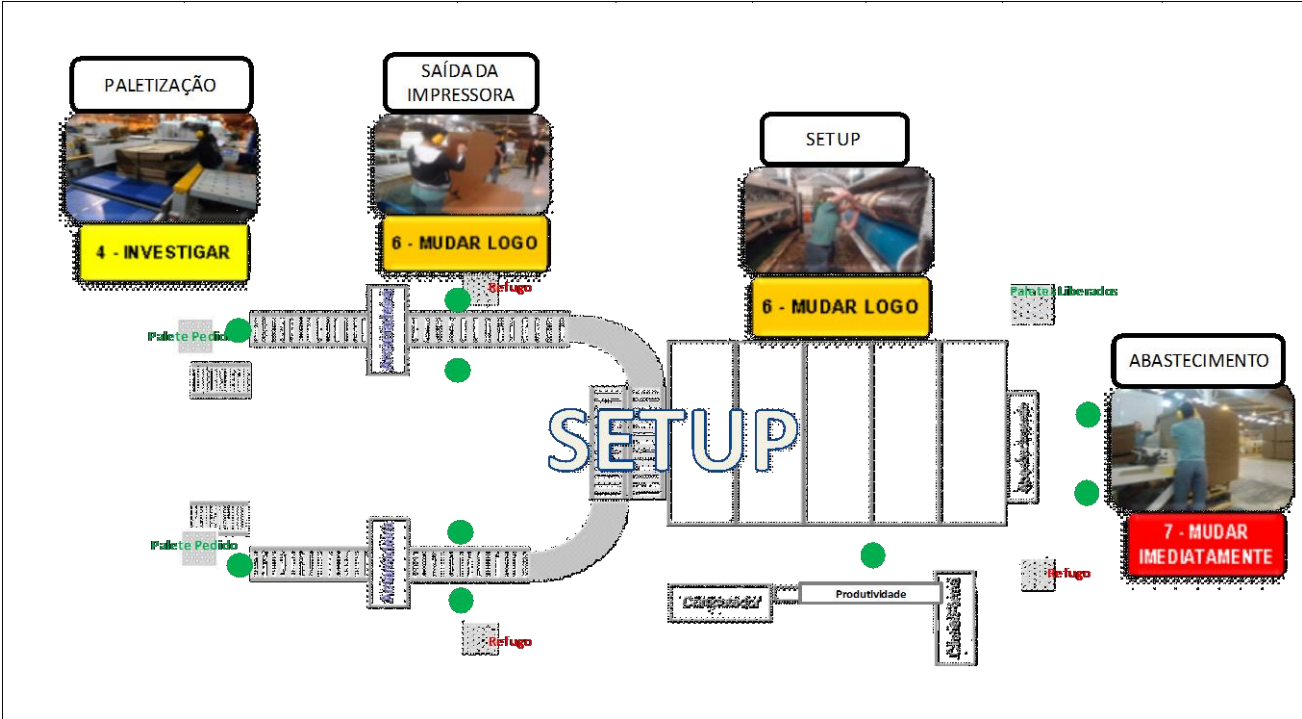 PALETIZAÇÃO
4 - INVESTIGAR
SAÍDA DA
IMPRESSORA
6 - MUDAR LOGO
SETUP
6 - MUDAR LOGO
Refugo
Paletes Liberados
Palete Pedido
ABASTECIMENTO
7 - MUDAR
IMEDIATAMENTE
SETUP
Palete Pedido
Refugo
Produtividade
Refugo